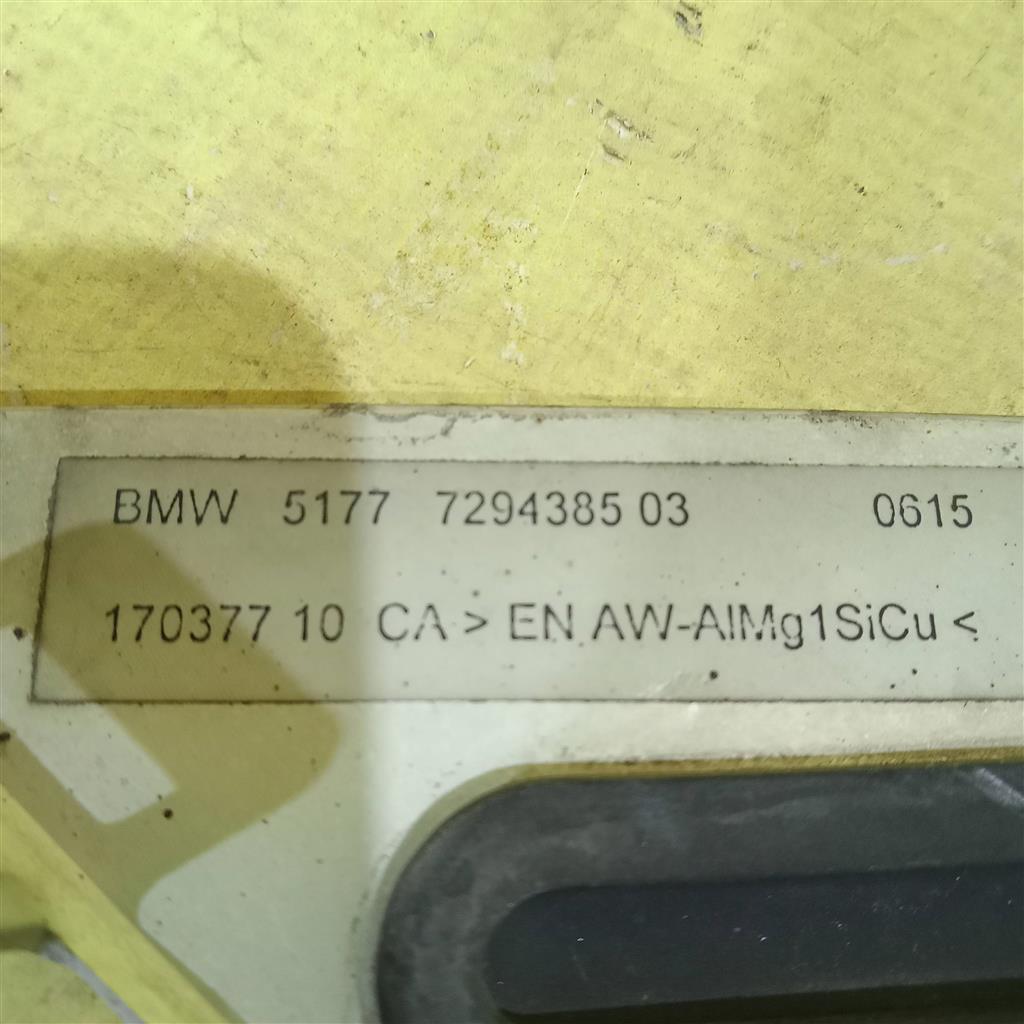 BMW 5177 7294385 03 0615
170377 10 CA > EN AW-AlMg1SiCu <